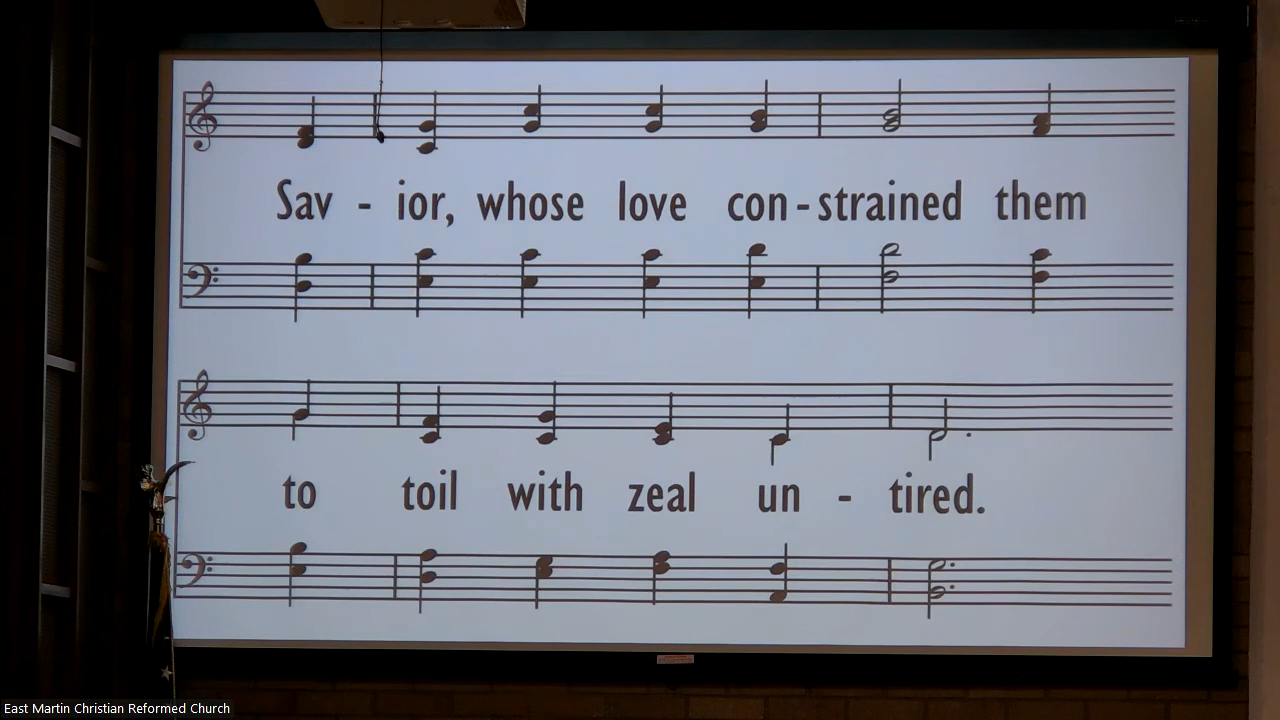 Sav - ior, whose love con - strained them
to toil with zeal un - tired.
East Martin Christian Reformed Church